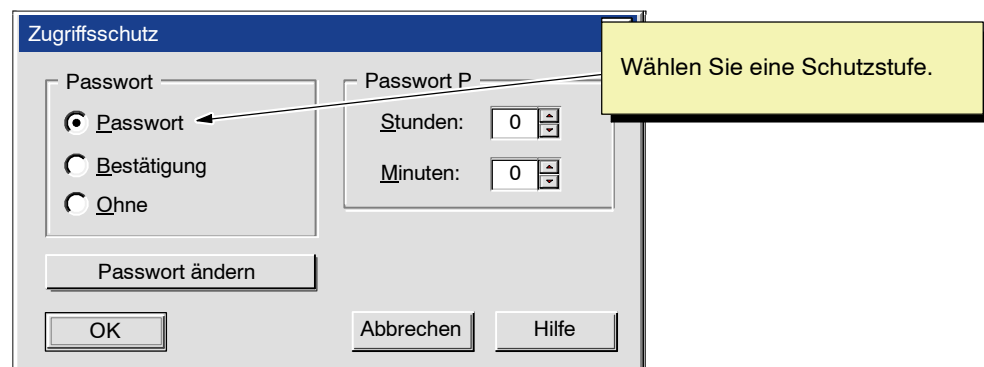 Zugriffsschutz
Wählen Sie eine Schutzstufe.
Passwort
Passwort
Bestätigung
Ohne
Passwort P
Stunden: 0
Minuten: 0
Passwort ändern
OK
Abbrechen
Hilfe